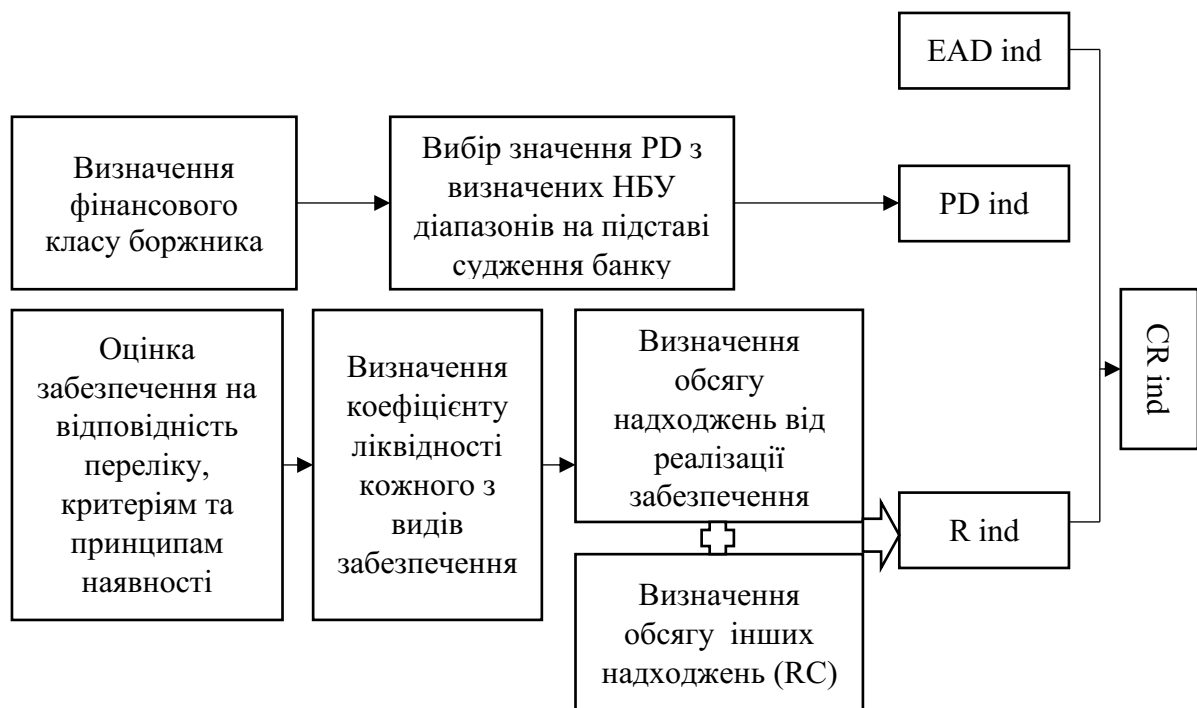 EAD ind
Визначення
фінансового
класу боржника
Вибір значення PD з
визначених НБУ
діапазонів на підставі
судження банку
PD ind
Оцінка
забезпечення на
відповідність
переліку,
критеріям та
принципам
наявності
Визначення
коефіцієнту
ліквідності
кожного з
видів
забезпечення
Визначення
обсягу
надходжень від
реалізації
забезпечення
Визначення
обсягу інших
надходжень (RC)
R ind
CR ind